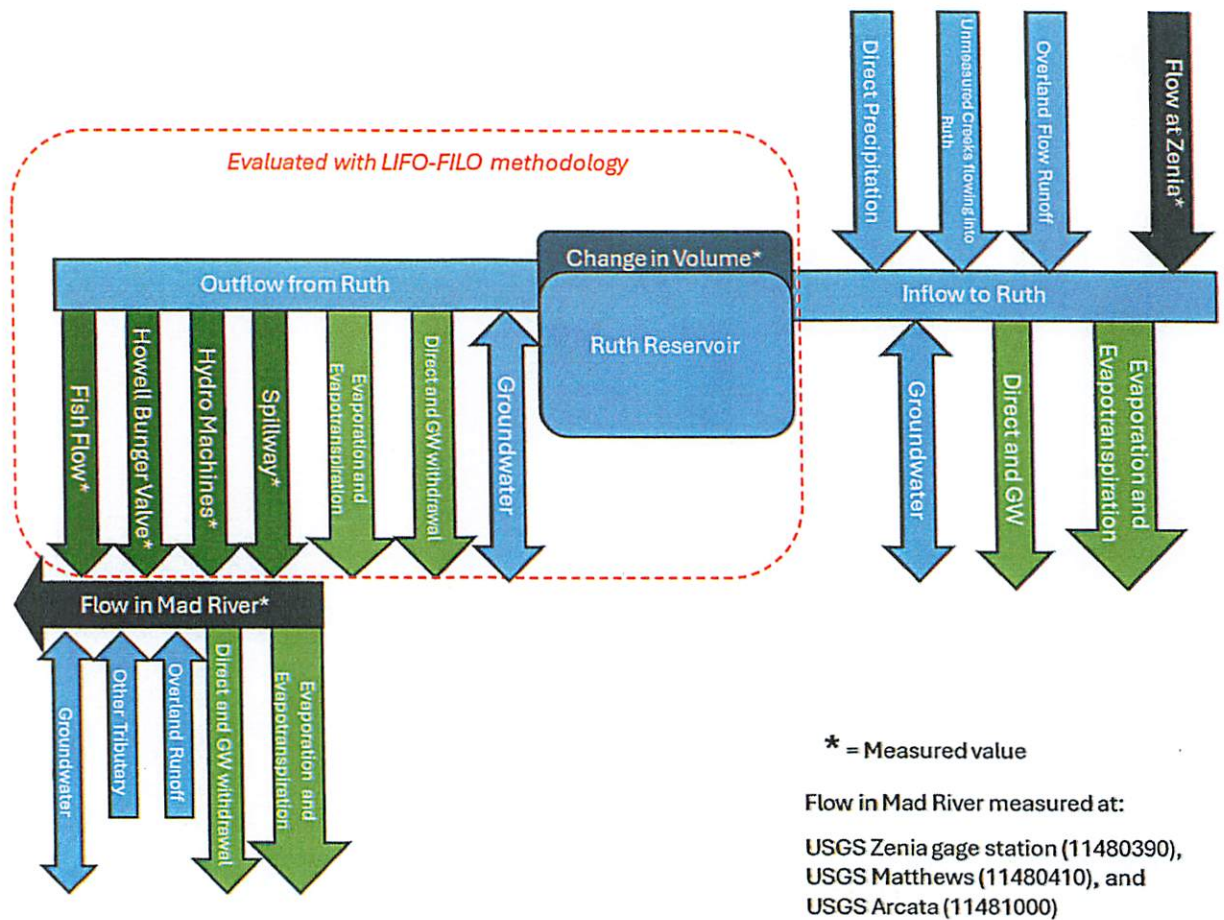 Direct Precipitation
Unmeasured Creeks flowing into
Ruth
Overland Flow Runoff
Flow at Zenia*
Evaluated with LIFO-FILO methodology
Change in Volume*
Outflow from Ruth
Inflow to Ruth
Ruth Reservoir
Fish Flow*
Howell Bunger Valve*
Hydro Machines*
Spillway*
Evaporation and
Evapotranspiration
Direct and GW withdrawal
Groundwater
Groundwater
Direct and GW
Evaporation and
Evapotranspiration
Flow in Mad River*
Groundwater
Other Tributary
Overland Runoff
Direct and GW withdrawal
Evaporation and
Evapotranspiration
* = Measured value
Flow in Mad River measured at:
USGS Zenia gage station (11480390),
USGS Matthews (11480410), and
USGS Arcata (11481000)